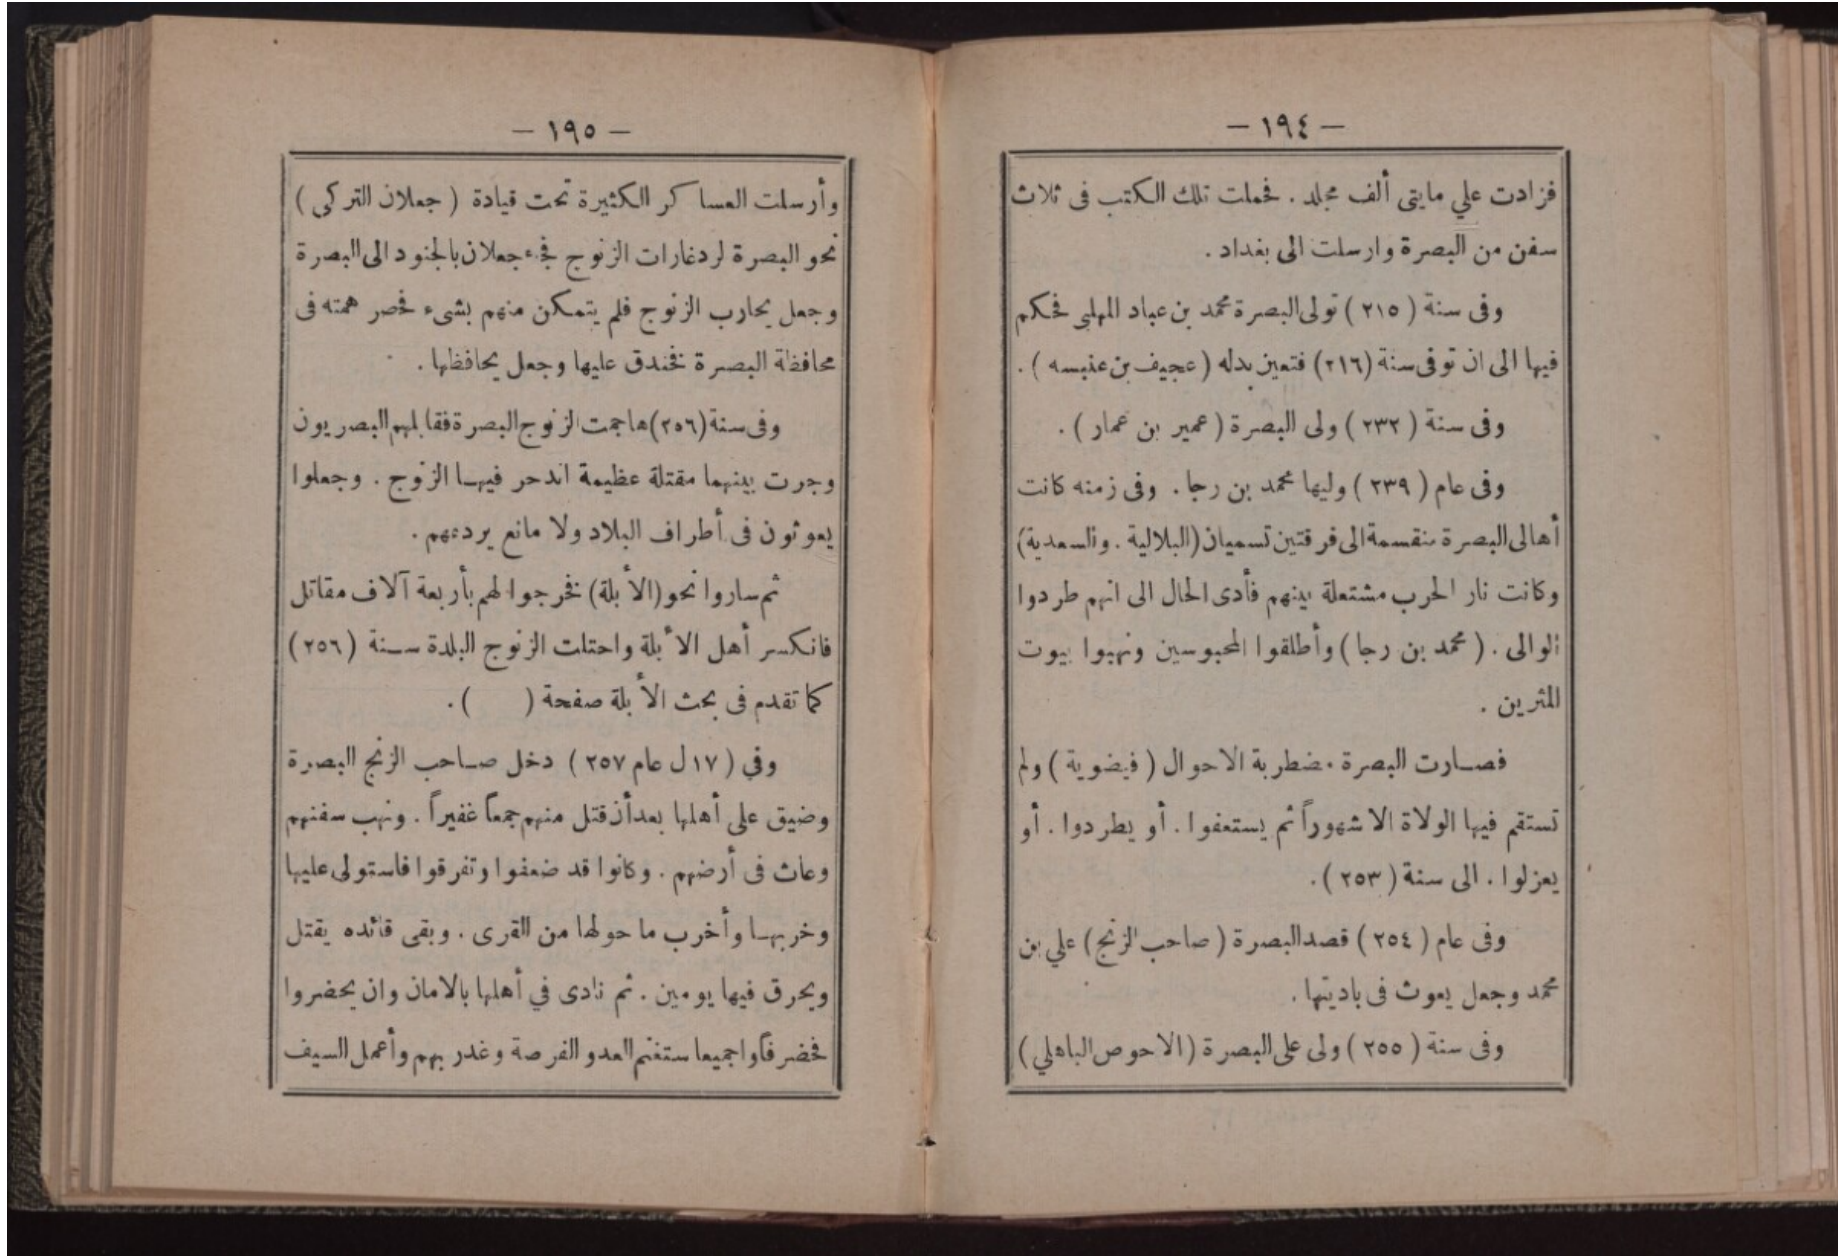 — ١٩٤ —
فزادت علي مايتى ألف مجلد . فحملت تلك الكتب فى ثلاث
سفن من البصرة وارسلت الى بغداد .
وفى سنة ( ٢١٥ ) تولى البصرة محمد بن عباد المهلبى فحكم
فيها الى ان توفى سنة (٢١٦) فتعين بدله ( عجيف بن عنبسه ) .
وفى سنة ( ٢٣٢ ) ولى البصرة ( عمير بن عمار ) .
وفى عام ( ٢٣٩ ) وليها محمد بن رجا . وفى زمنه كانت
أهالى البصرة منقسمة الى فرقتين تسميان (البلالية . والسعدية)
وكانت نار الحرب مشتعلة بينهم فأدى الحال الى انهم طردوا
الوالى . ( محمد بن رجا ) وأطلقوا المحبوسين ونهبوا بيوت
المثرين .
فصارت البصرة مضطربة الاحوال ( فيضوية ) ولم
تستقم فيها الولاة الا شهوراً ثم يستعفوا . أو يطردوا . أو
يعزلوا . الى سنة ( ٢٥٣ ) .
وفى عام ( ٢٥٤ ) قصد البصرة ( صاحب الزنج ) علي بن
محمد وجعل يعوث فى باديتها .
وفى سنة ( ٢٥٥ ) ولى على البصرة ( الاحوص الباهلي )
— ١٩٥ —
وأرسلت العساكر الكثيرة تحت قيادة ( جعلان التركى )
نحو البصرة لردغارات الزنوج فجء جعلان بالجنود الى البصرة
وجعل يحارب الزنوج فلم يتمكن منهم بشىء فحصر همته فى
محافظة البصرة فخندق عليها وجعل يحافظها .
وفى سنة (٢٥٦) هاجمت الزنوج البصرة فقابلهم البصريون
وجرت بينهما مقتلة عظيمة اندحر فيها الزنوج . وجعلوا
يعوثون فى أطراف البلاد ولا مانع يردعهم .
ثم ساروا نحو (الأبلة) فخرجوا لهم بأربعة آلاف مقاتل
فانكسر أهل الأبلة واحتلت الزنوج البلدة سنة (٢٥٦)
كما تقدم فى بحث الأبلة صفحة ( ) .
وفي ( ١٧ ل عام ٢٥٧ ) دخل صاحب الزنج البصرة
وضيق على أهلها بعد أن قتل منهم جمعاً غفيراً . ونهب سفنهم
وعاث فى أرضهم . وكانوا قد ضعفوا وتفرقوا فاستولى عليها
وخربها وأخرب ما حولها من القرى . وبقى قائده يقتل
ويحرق فيها يومين . ثم نادى في أهلها بالامان وان يحضروا
جميعا ستغنم العدو الفرصة وغدر بهم وأعمل السيف